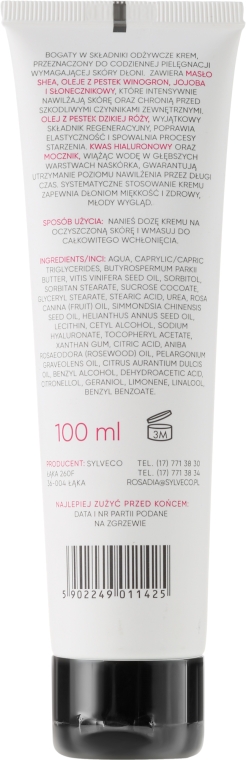 BOGATY W SKŁADNIKI ODŻYWCZE KREM,
PRZEZNACZONY DO CODZIENNEJ PIELĘGNACJI
WYMAGAJĄCEJ SKÓRY DŁONI. ZAWIERA MASŁO
SHEA, OLEJE Z PESTEK WINOGRON, JOJOBA
I SŁONECZNIKOWY, KTÓRE INTENSYWNIE
NAWILŻAJĄ SKÓRĘ ORAZ CHRONIĄ PRZED
SZKODLIWYMI CZYNNIKAMI ZEWNĘTRZNYMI.
OLEJ Z PESTEK DZIKIEJ RÓŻY, WYJĄTKOWY
SKŁADNIK REGENERACYJNY, POPRAWIA
ELASTYCZNOŚĆ I SPOWALNIA PROCESY
STARZENIA. KWAS HIALURONOWY ORAZ
MOCZNIK, WIĄŻĄC WODĘ W GŁĘBSZYCH
WARSTWACH NASKÓRKA, GWARANTUJĄ
UTRZYMANIE POZIOMU NAWILŻENIA PRZEZ DŁUGI
CZAS. SYSTEMATYCZNE STOSOWANIE KREMU
ZAPEWNIA DŁONIOM MIĘKKOŚĆ I ZDROWY,
MŁODY WYGLĄD.
SPOSÓB UŻYCIA: NANIEŚ DOZĘ KREMU NA
OCZYSZCZONĄ SKÓRĘ I WMASUJ DO
CAŁKOWITEGO WCHŁONIĘCIA.
INGREDIENTS/INCI: AQUA, CAPRYLIC/CAPRIC
TRIGLYCERIDES, BUTYROSPERMUM PARKII
BUTTER, VITIS VINIFERA SEED OIL, SORBITOL,
SORBITAN STEARATE, SUCROSE COCOATE,
GLYCERYL STEARATE, STEARIC ACID, UREA, ROSA
CANINA (FRUIT) OIL, SIMMONDSIA CHINENSIS
SEED OIL, HELIANTHUS ANNUS SEED OIL,
LECITHIN, CETYL ALCOHOL, SODIUM
HYALURONATE, TOCOPHERYL ACETATE,
XANTHAN GUM, CITRIC ACID, ANIBA
ROSAEODORA (ROSEWOOD) OIL, PELARGONIUM
GRAVEOLENS OIL, CITRUS AURANTIUM DULCIS
OIL, BENZYL ALCOHOL, DEHYDROACETIC ACID,
CITRONELLOL, GERANIOL, LIMONENE, LINALOOL,
BENZYL BENZOATE.
100 ml
3M
PRODUCENT: SYLVECO
ŁĄKA 260F
36-004 ŁĄKA
TEL. (17) 771 38 30
TEL. (17) 771 38 34
ROSADIA@SYLVECO.PL
NAJLEPIEJ ZUŻYĆ PRZED KOŃCEM:
DATA I NR PARTII PODANE
NA ZGRZEWIE
5 902249 011425